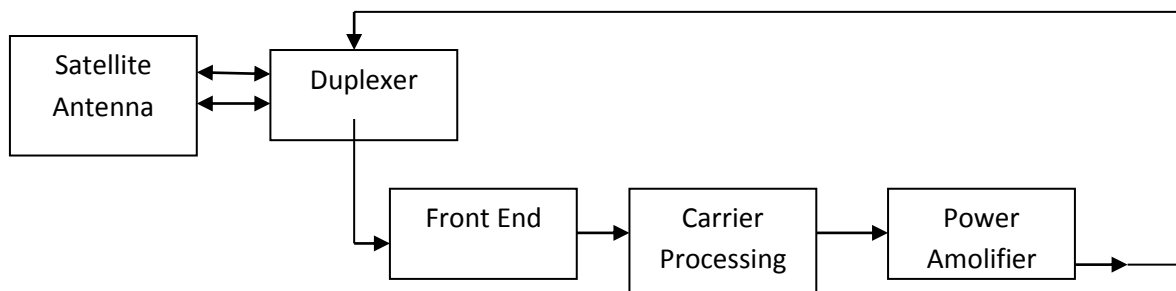 Satellite
Antenna
Duplexer
Front End
Carrier
Processing
Power
Amolifier